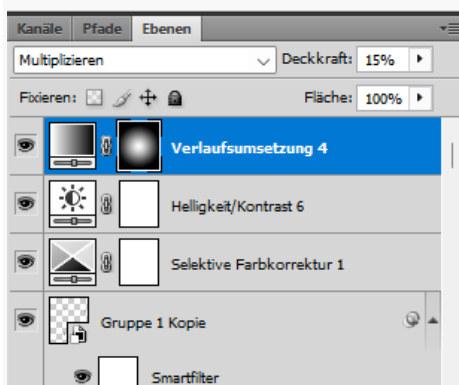 Kanäle Pfade Ebenen
Multiplizieren Deckkraft: 15%
Fixieren: Fläche: 100%
Verlaufsumsetzung 4
Helligkeit/Kontrast 6
Selektive Farbkorrektur 1
Gruppe 1 Kopie
Smartfilter